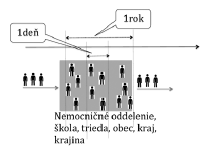 1rok
1deň
Nemocničné oddelenie,
škola, trieda, obec, kraj,
krajina